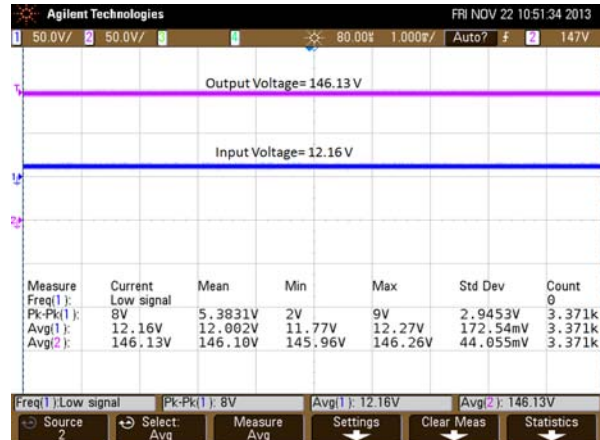 Agilent Technologies FRI NOV 22 10:51:34 2013
1 50.0V/ 2 50.0V/ 3 4 80.00s 1.000s/ Auto? 2 147V
T
Output Voltage= 146.13 V
Input Voltage= 12.16 V
Measure Current Mean Min Max Std Dev Count
Freq(1): Low signal 0
Pk-Pk(1): 8V 5.3831V 2V 9V 2.9453V 3.371k
Avg(1): 12.16V 12.002V 11.77V 12.27V 172.54mV 3.371k
Avg(2): 146.13V 146.10V 145.96V 146.26V 44.055mV 3.371k
Freq(1):Low signal Pk-Pk(1): 8V Avg(1): 12.16V Avg(2): 146.13V
Source Select: Measure Settings Clear Meas Statistics
2 Avg Avg